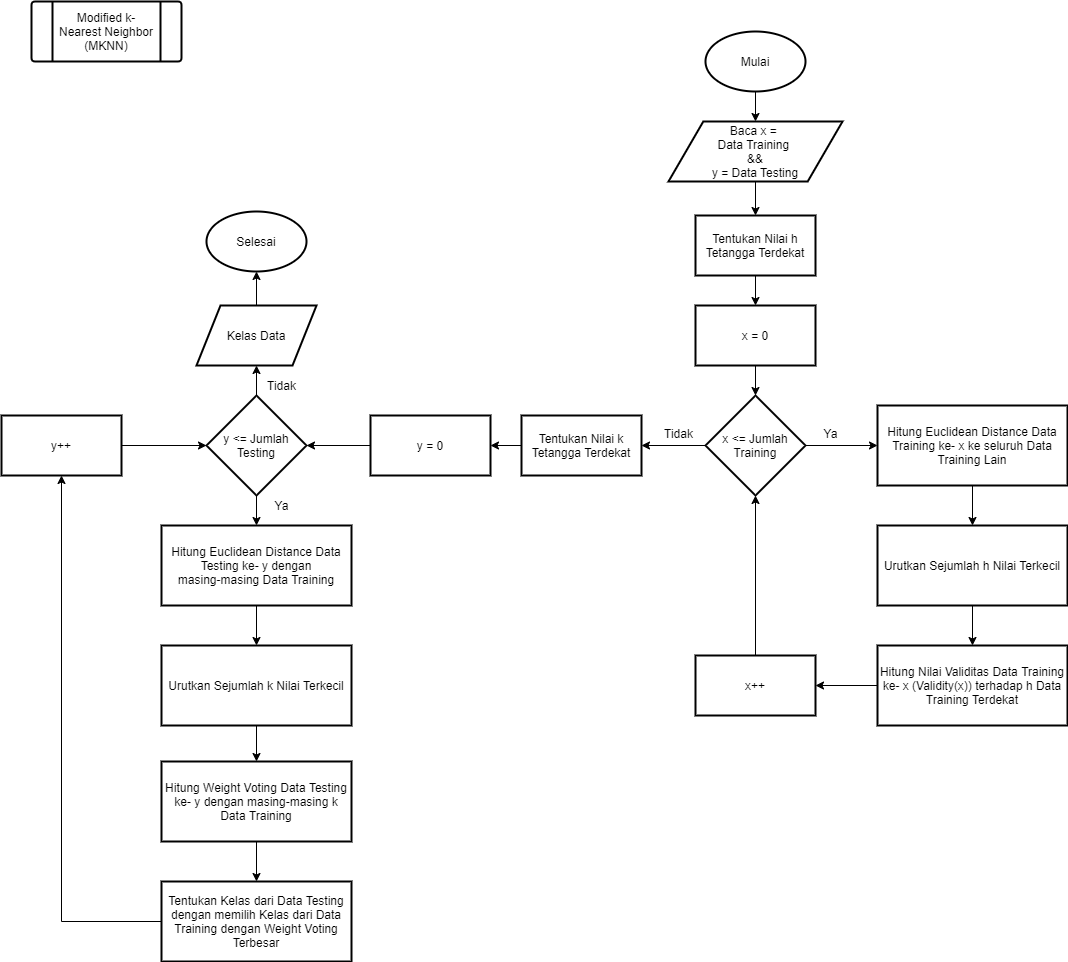 Modified k-
Nearest Neighbor
(MKNN)
Mulai
Baca x =
Data Training
&&
y = Data Testing
Tentukan Nilai h
Tetangga Terdekat
x = 0
x <= Jumlah
Training
Ya
Hitung Euclidean Distance Data
Training ke- x ke seluruh Data
Training Lain
Urutkan Sejumlah h Nilai Terkecil
Hitung Nilai Validitas Data Training
ke- x (Validity(x)) terhadap h Data
Training Terdekat
x++
Tidak
Tentukan Nilai k
Tetangga Terdekat
y = 0
y <= Jumlah
Testing
Ya
Hitung Euclidean Distance Data
Testing ke- y dengan
masing-masing Data Training
Urutkan Sejumlah k Nilai Terkecil
Hitung Weight Voting Data Testing
ke- y dengan masing-masing k
Data Training
Tentukan Kelas dari Data Testing
dengan memilih Kelas dari Data
Training dengan Weight Voting
Terbesar
y++
Tidak
Kelas Data
Selesai